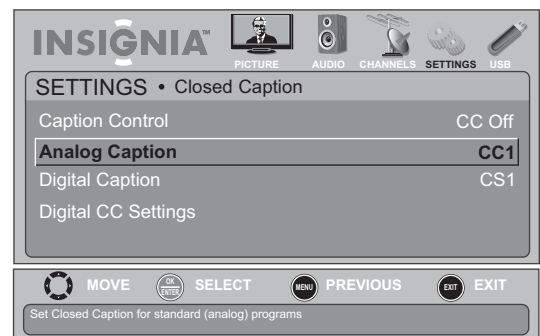 INSIGNIA™
PICTURE AUDIO CHANNELS SETTINGS USB
SETTINGS • Closed Caption
Caption Control CC Off
Analog Caption CC1
Digital Caption CS1
Digital CC Settings
MOVE OK ENTER SELECT MENU PREVIOUS EXIT EXIT
Set Closed Caption for standard (analog) programs